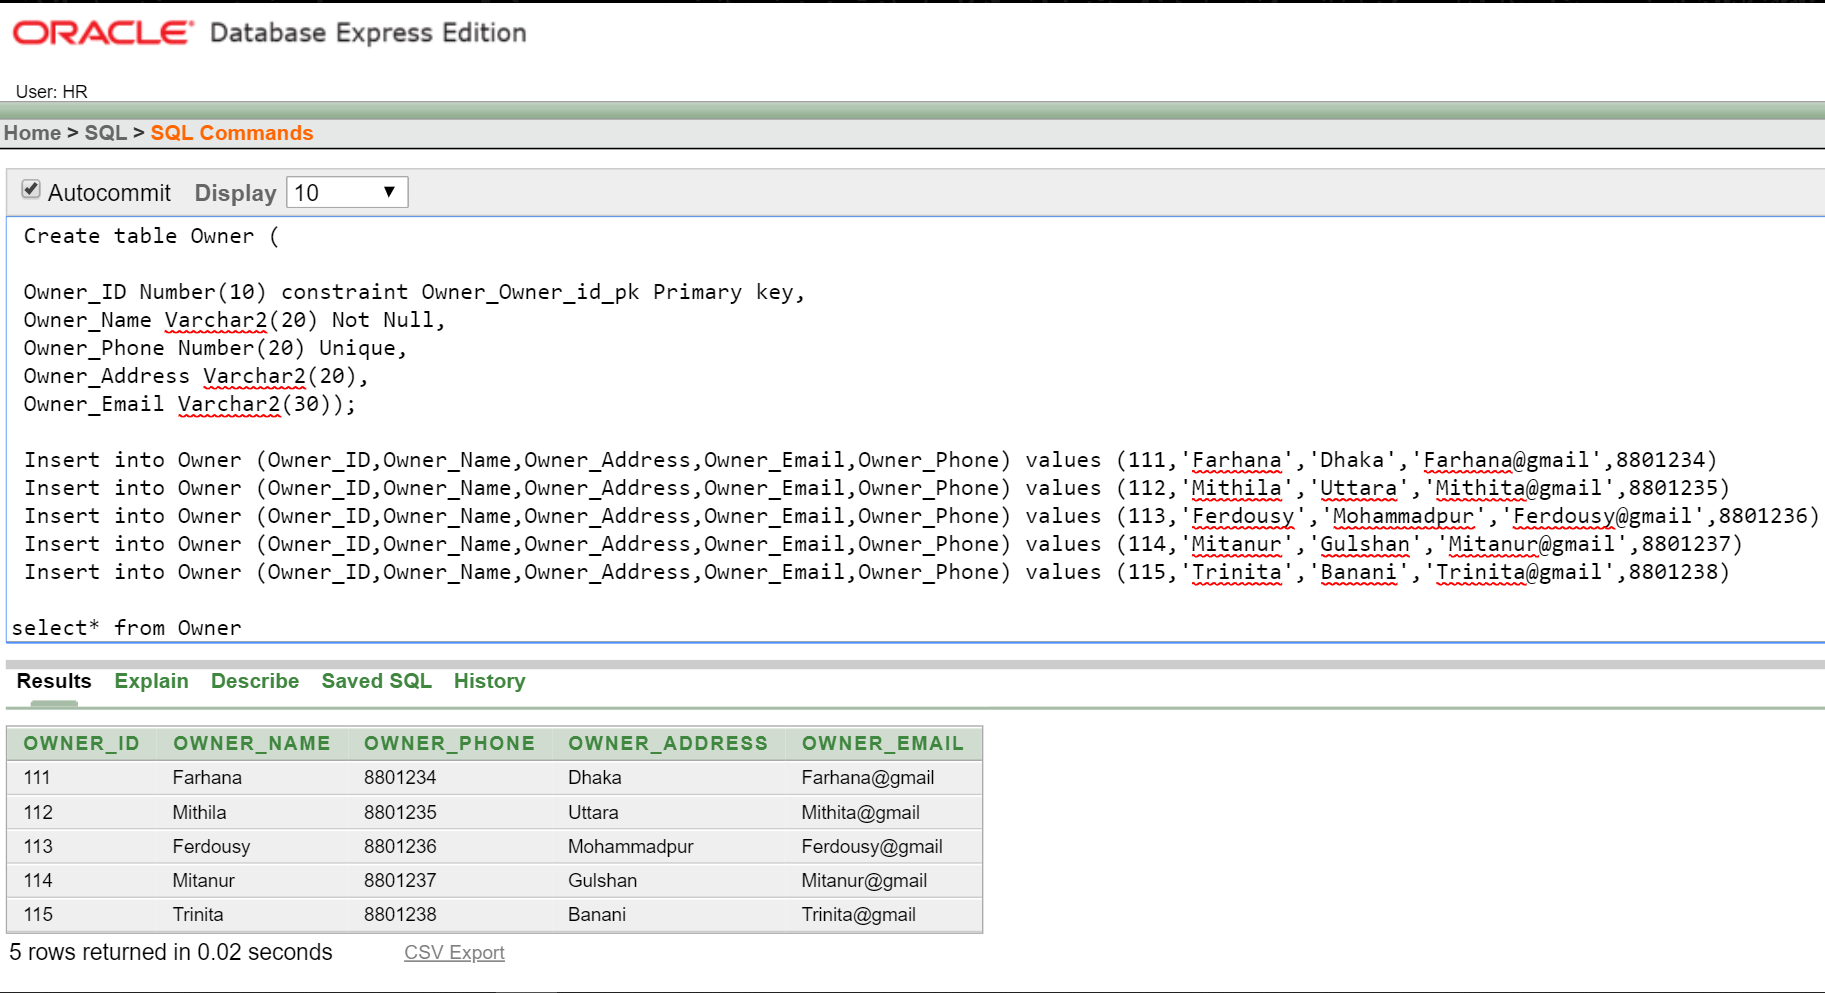 ORACLE® Database Express Edition
User: HR
Home > SQL > SQL Commands
Autocommit Display 10
Create table Owner (
Owner_ID Number(10) constraint Owner_Owner_id_pk Primary key,
Owner_Name Varchar2(20) Not Null,
Owner_Phone Number(20) Unique,
Owner_Address Varchar2(20),
Owner_Email Varchar2(30));
Insert into Owner (Owner_ID,Owner_Name,Owner_Address,Owner_Email,Owner_Phone) values (111,'Farhana','Dhaka','Farhana@gmail',8801234)
Insert into Owner (Owner_ID,Owner_Name,Owner_Address,Owner_Email,Owner_Phone) values (112,'Mithila','Uttara','Mithita@gmail',8801235)
Insert into Owner (Owner_ID,Owner_Name,Owner_Address,Owner_Email,Owner_Phone) values (113,'Ferdousy','Mohammadpur','Ferdousy@gmail',8801236)
Insert into Owner (Owner_ID,Owner_Name,Owner_Address,Owner_Email,Owner_Phone) values (114,'Mitanur','Gulshan','Mitanur@gmail',8801237)
Insert into Owner (Owner_ID,Owner_Name,Owner_Address,Owner_Email,Owner_Phone) values (115,'Trinita','Banani','Trinita@gmail',8801238)
select* from Owner
Results Explain Describe Saved SQL History
OWNER_ID OWNER_NAME OWNER_PHONE OWNER_ADDRESS OWNER_EMAIL
111 Farhana 8801234 Dhaka Farhana@gmail
112 Mithila 8801235 Uttara Mithita@gmail
113 Ferdousy 8801236 Mohammadpur Ferdousy@gmail
114 Mitanur 8801237 Gulshan Mitanur@gmail
115 Trinita 8801238 Banani Trinita@gmail
5 rows returned in 0.02 seconds CSV Export